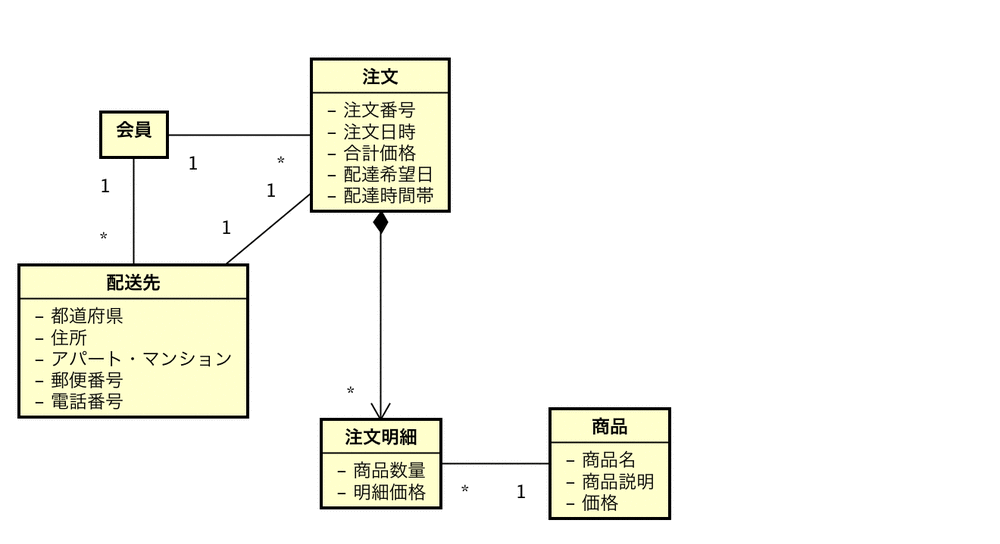 注文
– 注文番号
– 注文日時
– 合計価格
– 配達希望日
– 配達時間帯
会員
1
*
1
1
1
*
配送先
– 都道府県
– 住所
– アパート・マンション
– 郵便番号
– 電話番号
*
注文明細
– 商品数量
– 明細価格
*
1
商品
– 商品名
– 商品説明
– 価格